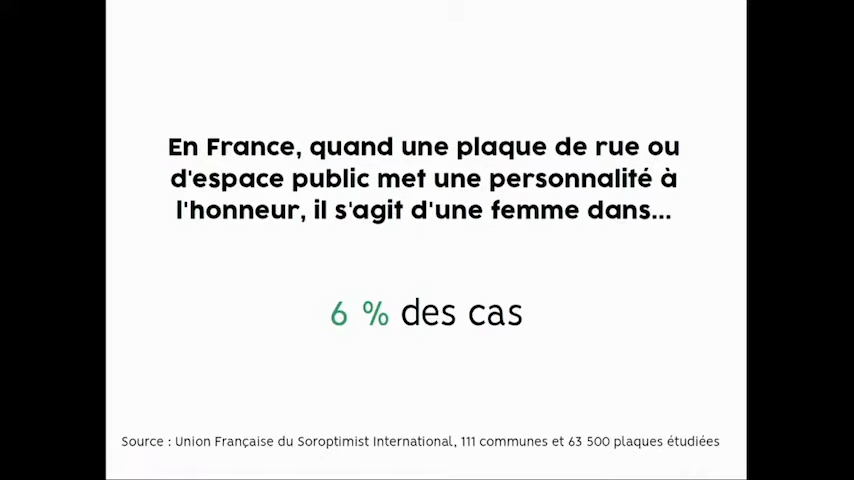 En France, quand une plaque de rue ou
d'espace public met une personnalité à
l'honneur, il s'agit d'une femme dans...
6 % des cas
Source : Union Française du Soroptimist International, 111 communes et 63 500 plaques étudiées